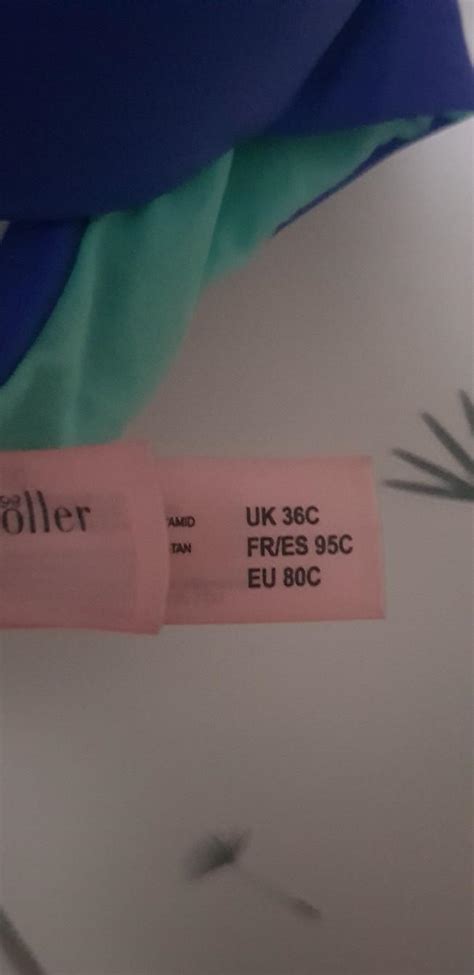 öller
AMID
TAN
UK 36C
FR/ES 95C
EU 80C